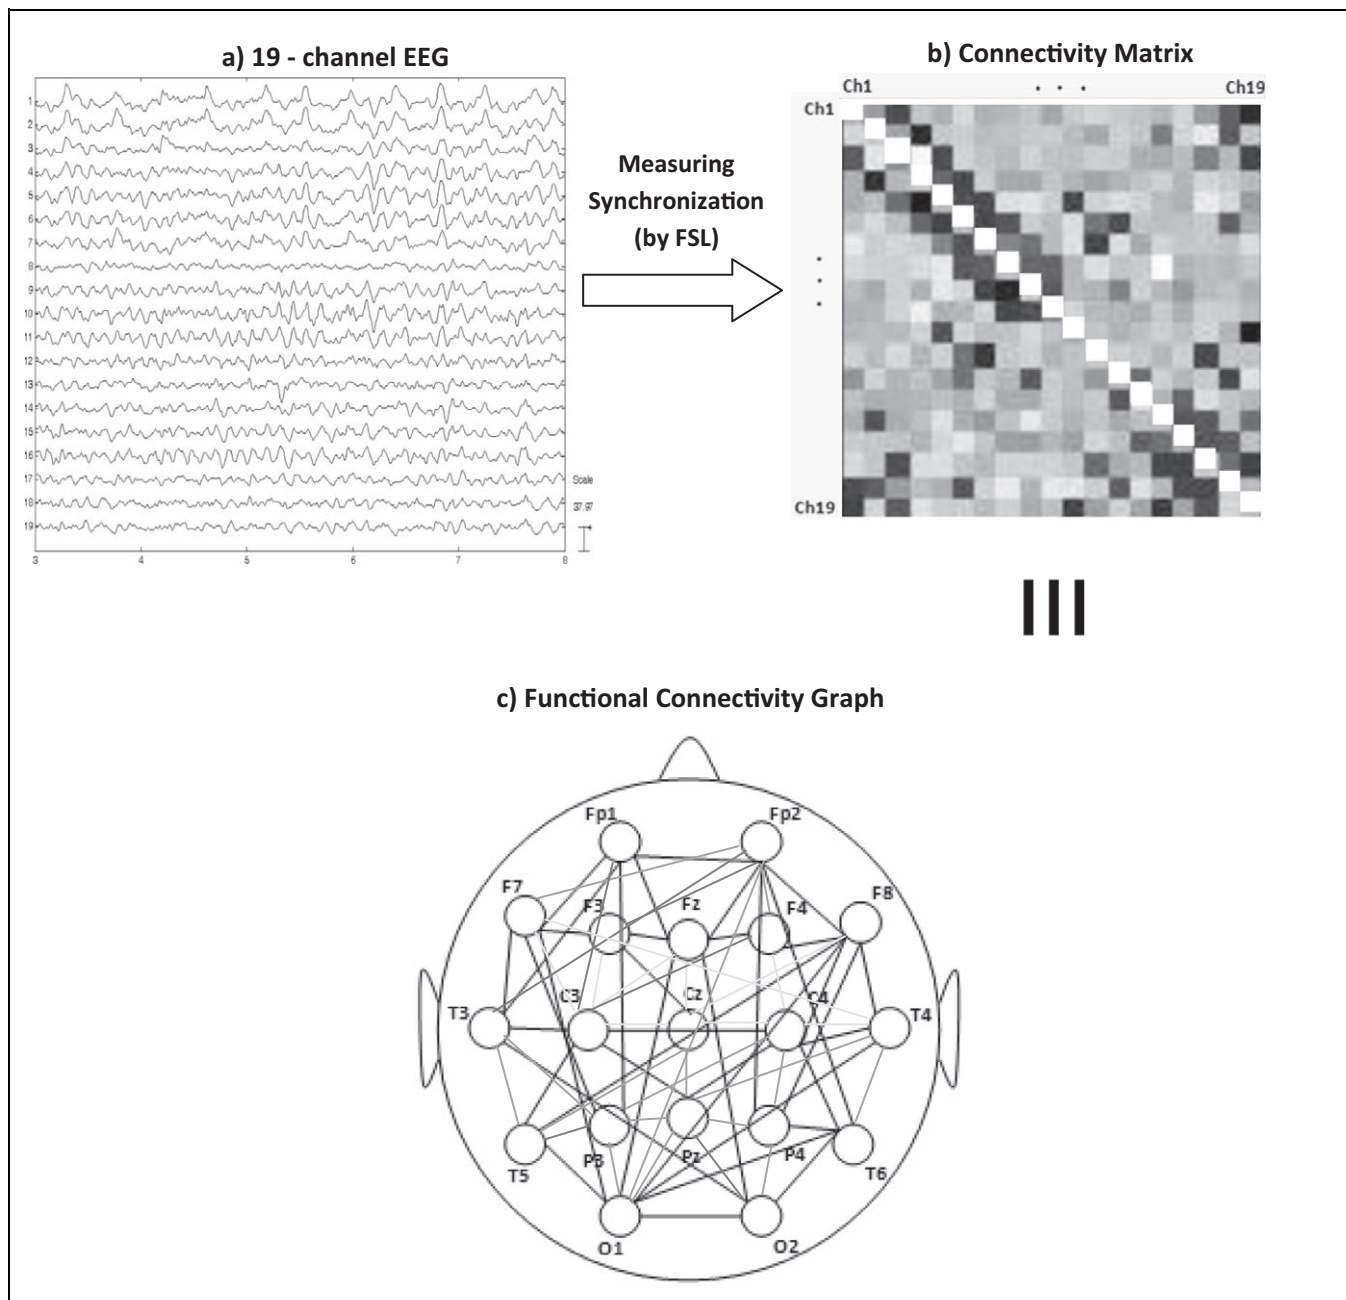 a) 19 - channel EEG
1
2
3
4
5
6
7
8
9
10
11
12
13
14
15
16
17
18
19
Scale
37.97
3 4 5 6 7 8
Measuring
Synchronization
(by FSL)
b) Connectivity Matrix
Ch1 . . . Ch19
Ch1
.
.
.
Ch19
c) Functional Connectivity Graph
Fp1 Fp2
F7 F3 Fz F4 F8
T3 C3 Cz C4 T4
T5 P3 Pz P4 T6
O1 O2